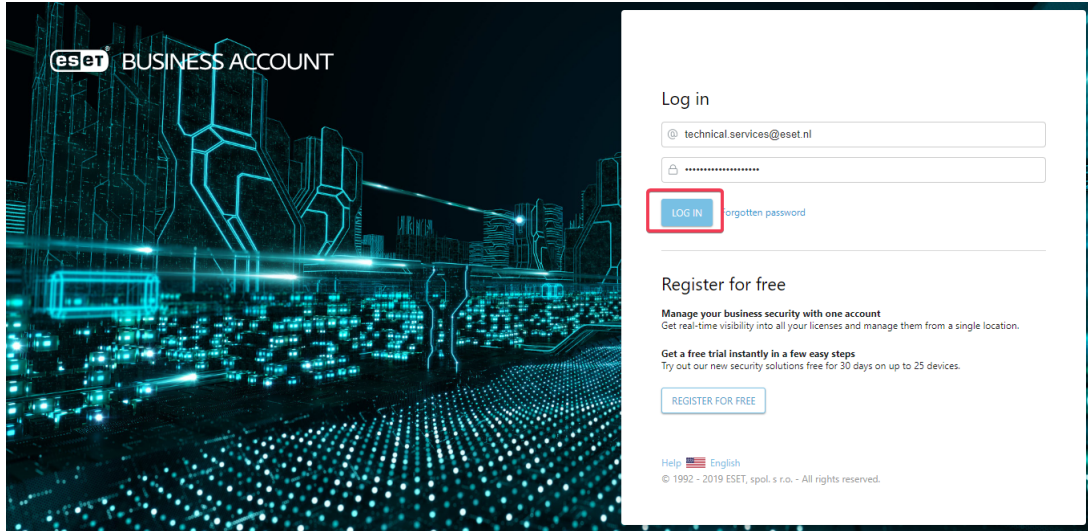 eset® BUSINESS ACCOUNT
Log in
@ technical.services@eset.nl
••••••••••••••••••••
LOG IN
orgotten password
Register for free
Manage your business security with one account
Get real-time visibility into all your licenses and manage them from a single location.
Get a free trial instantly in a few easy steps
Try out our new security solutions free for 30 days on up to 25 devices.
REGISTER FOR FREE
Help English
© 1992 - 2019 ESET, spol. s r.o. - All rights reserved.